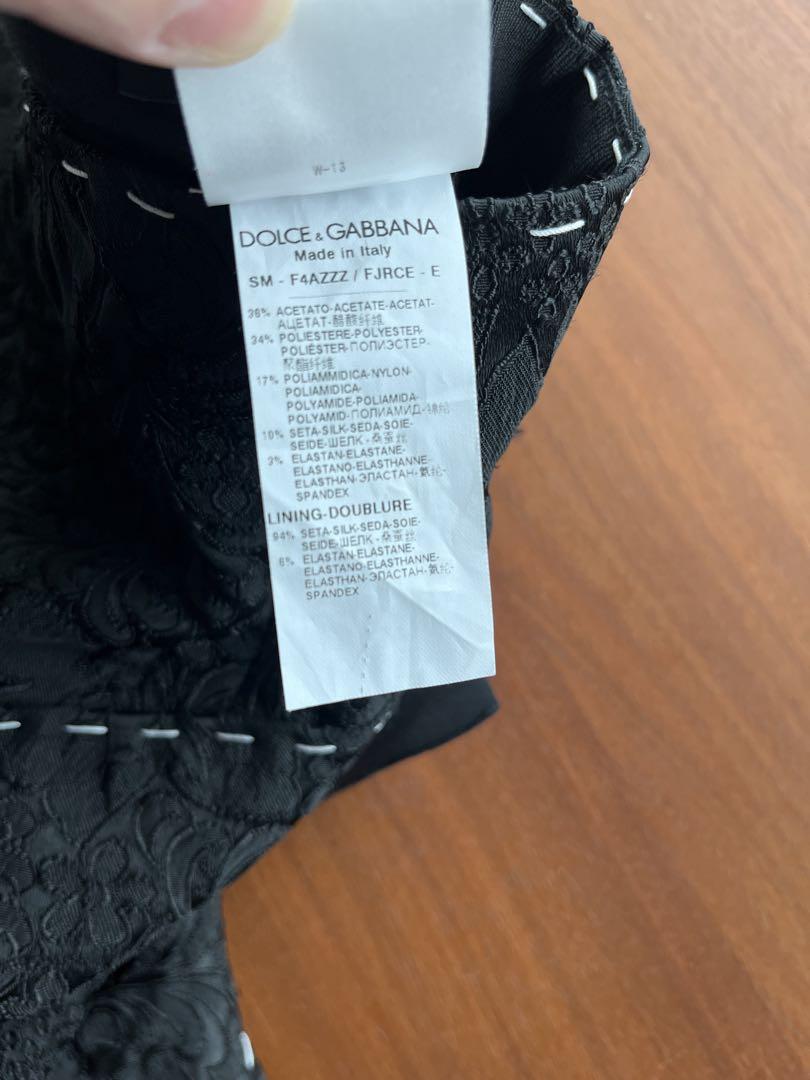 W-13
DOLCE & GABBANA
Made in Italy
SM - F4AZZZ / FJRCE - E
36% ACETATO-ACETATE-ACETAT-
АЦЕТАТ-醋酸纤维
34% POLIESTERE-POLYESTER-
POLIÉSTER-ПОЛИЭСТЕР-
聚酯纤维
17% POLIAMMIDICA-NYLON-
POLIAMIDICA-
POLYAMIDE-POLIAMIDA-
POLYAMID-ПОЛИАМИД-锦纶
10% SETA-SILK-SEDA-SOIE-
SEIDE-ШЕЛК-桑蚕丝
3% ELASTAN-ELASTANE-
ELASTANO-ELASTHANNE-
ELASTHAN-ЭЛАСТАН-氨纶-
SPANDEX
LINING-DOUBLURE
94% SETA-SILK-SEDA-SOIE-
SEIDE-ШЕЛК-桑蚕丝
6% ELASTAN-ELASTANE-
ELASTANO-ELASTHANNE-
ELASTHAN-ЭЛАСТАН-氨纶-
SPANDEX